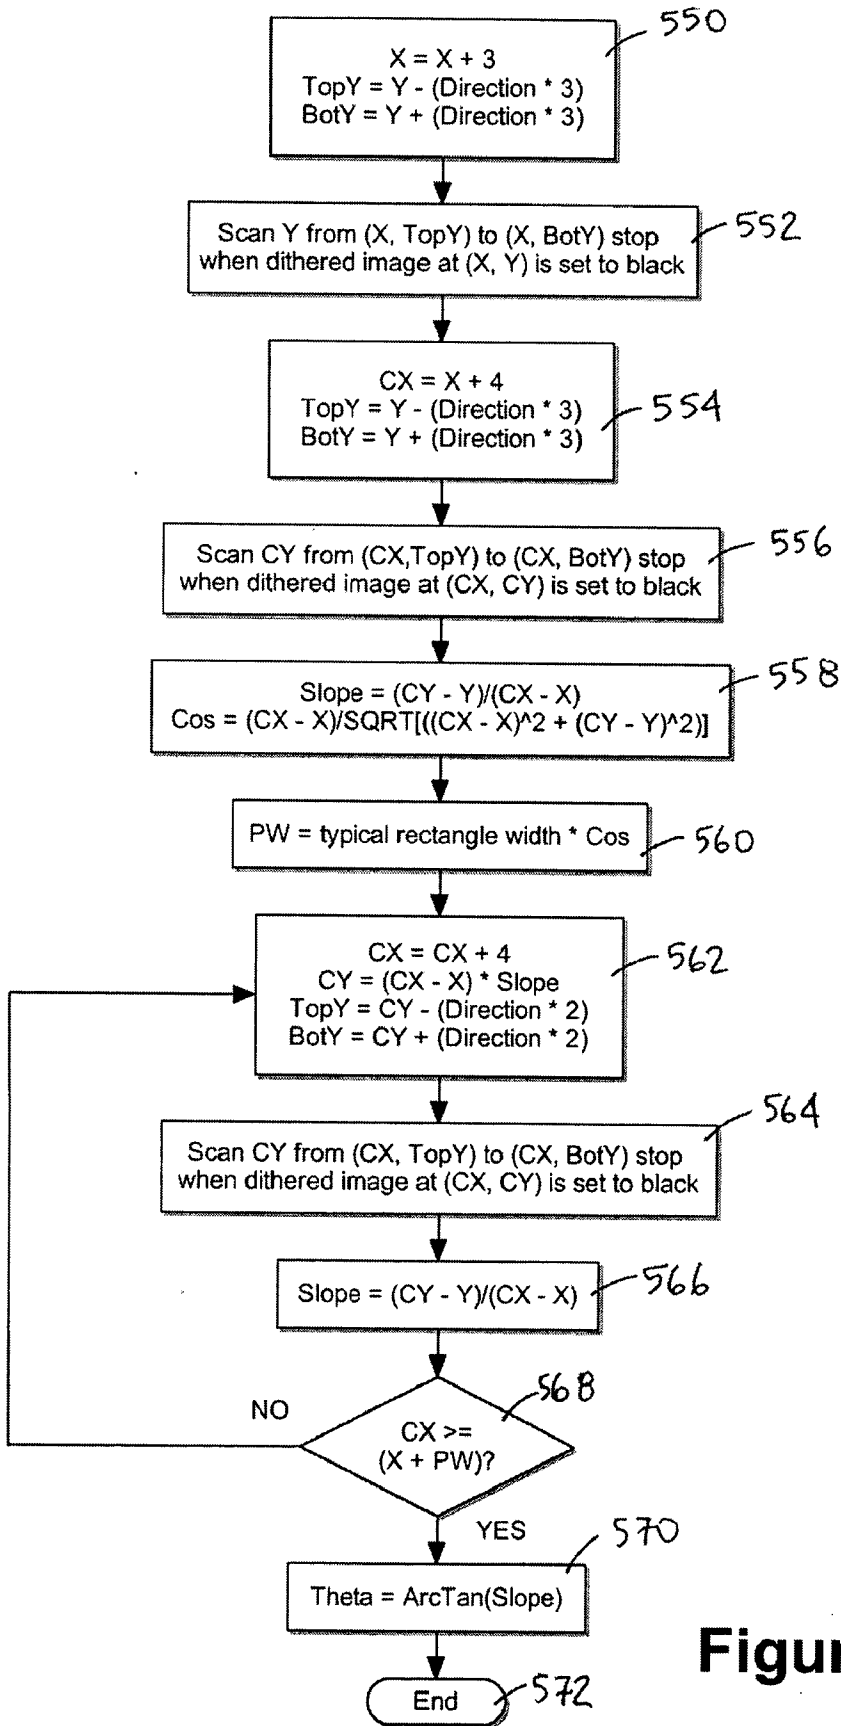 550
X = X + 3
TopY = Y - (Direction * 3)
BotY = Y + (Direction * 3)
552
Scan Y from (X, TopY) to (X, BotY) stop
when dithered image at (X, Y) is set to black
CX = X + 4
TopY = Y - (Direction * 3)
BotY = Y + (Direction * 3)
554
556
Scan CY from (CX,TopY) to (CX, BotY) stop
when dithered image at (CX, CY) is set to black
558
Slope = (CY - Y)/(CX - X)
Cos = (CX - X)/SQRT[(((CX - X)^2 + (CY - Y)^2)]
PW = typical rectangle width * Cos
560
CX = CX + 4
CY = (CX - X) * Slope
TopY = CY - (Direction * 2)
BotY = CY + (Direction * 2)
562
564
Scan CY from (CX, TopY) to (CX, BotY) stop
when dithered image at (CX, CY) is set to black
Slope = (CY - Y)/(CX - X)
566
568
NO
CX >=
(X + PW)?
YES
570
Theta = ArcTan(Slope)
End
572